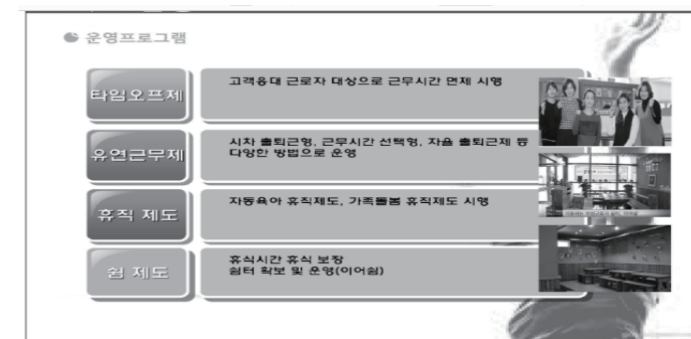 운영프로그램
타임오프제
고객응대 근로자 대상으로 근무시간 면제 시행
유연근무제
시차 출퇴근형, 근무시간 선택형, 자율 출퇴근제 등
다양한 방법으로 운영
휴직 제도
자동육아 휴직제도, 가족돌봄 휴직제도 시행
쉼 제도
휴식시간 휴식 보장
쉼터 확보 및 운영(이어쉼)